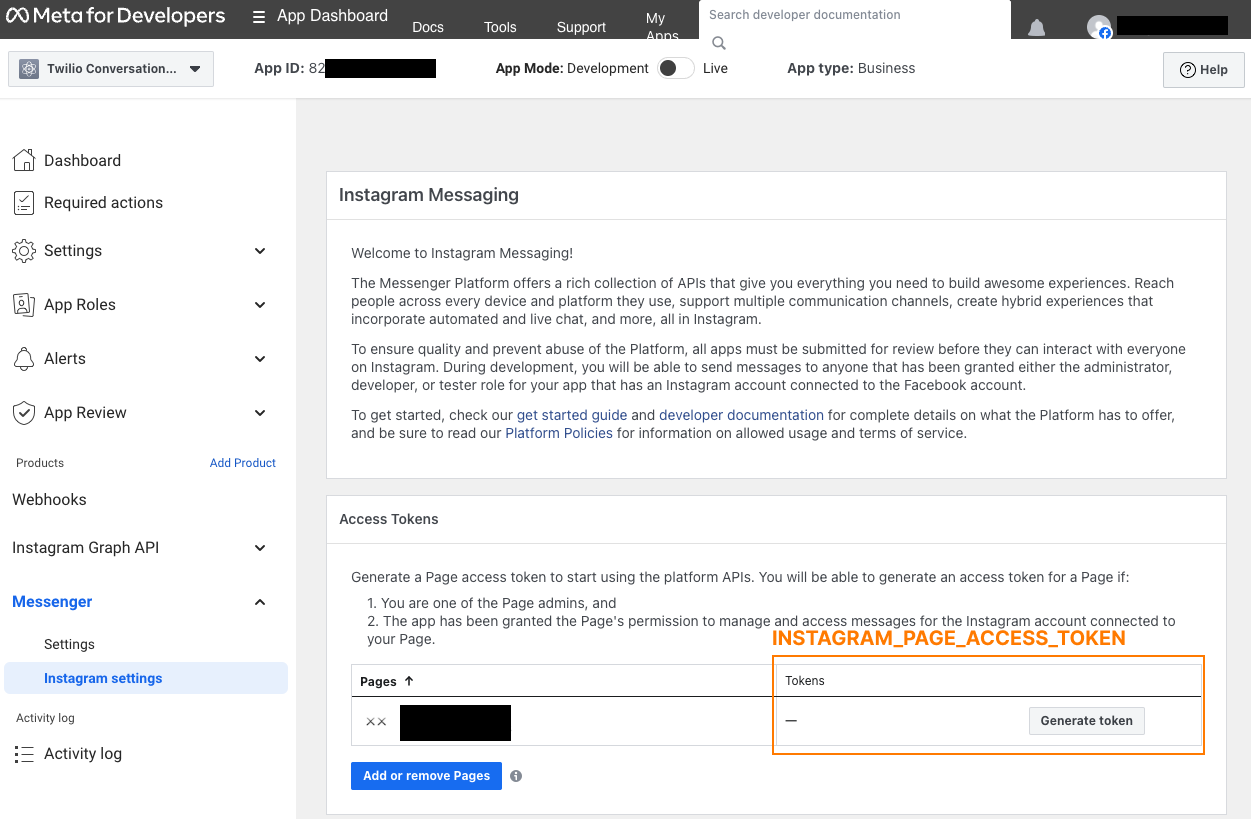 Meta for Developers
App Dashboard
Docs
Tools
Support
My Apps
Search developer documentation
Twilio Conversation...
App ID: 82
App Mode: Development
Live
App type: Business
Help
Dashboard
Required actions
Settings
App Roles
Alerts
App Review
Products
Add Product
Webhooks
Instagram Graph API
Messenger
Settings
Instagram settings
Activity log
Activity log
Instagram Messaging
Welcome to Instagram Messaging!
The Messenger Platform offers a rich collection of APIs that give you everything you need to build awesome experiences. Reach
people across every device and platform they use, support multiple communication channels, create hybrid experiences that
incorporate automated and live chat, and more, all in Instagram.
To ensure quality and prevent abuse of the Platform, all apps must be submitted for review before they can interact with everyone
on Instagram. During development, you will be able to send messages to anyone that has been granted either the administrator,
developer, or tester role for your app that has an Instagram account connected to the Facebook account.
To get started, check our get started guide and developer documentation for complete details on what the Platform has to offer,
and be sure to read our Platform Policies for information on allowed usage and terms of service.
Access Tokens
Generate a Page access token to start using the platform APIs. You will be able to generate an access token for a Page if:
1. You are one of the Page admins, and
2. The app has been granted the Page's permission to manage and access messages for the Instagram account connected to
your Page.
INSTAGRAM_PAGE_ACCESS_TOKEN
Pages ↑
Tokens
—
Generate token
Add or remove Pages